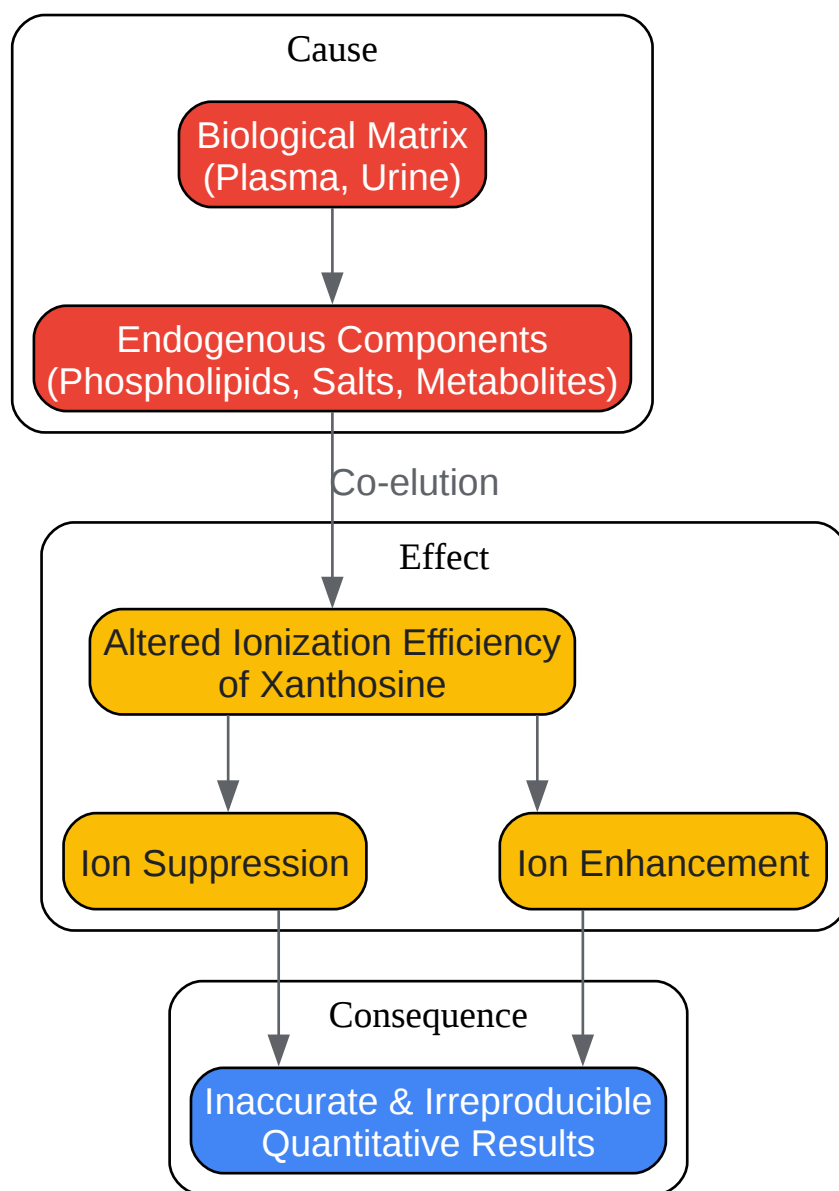 Cause
Biological Matrix
(Plasma, Urine)
Endogenous Components
(Phospholipids, Salts, Metabolites)
Co-elution
Effect
Altered Ionization Efficiency
of Xanthosine
Ion Suppression
Ion Enhancement
Consequence
Inaccurate & Irreproducible
Quantitative Results